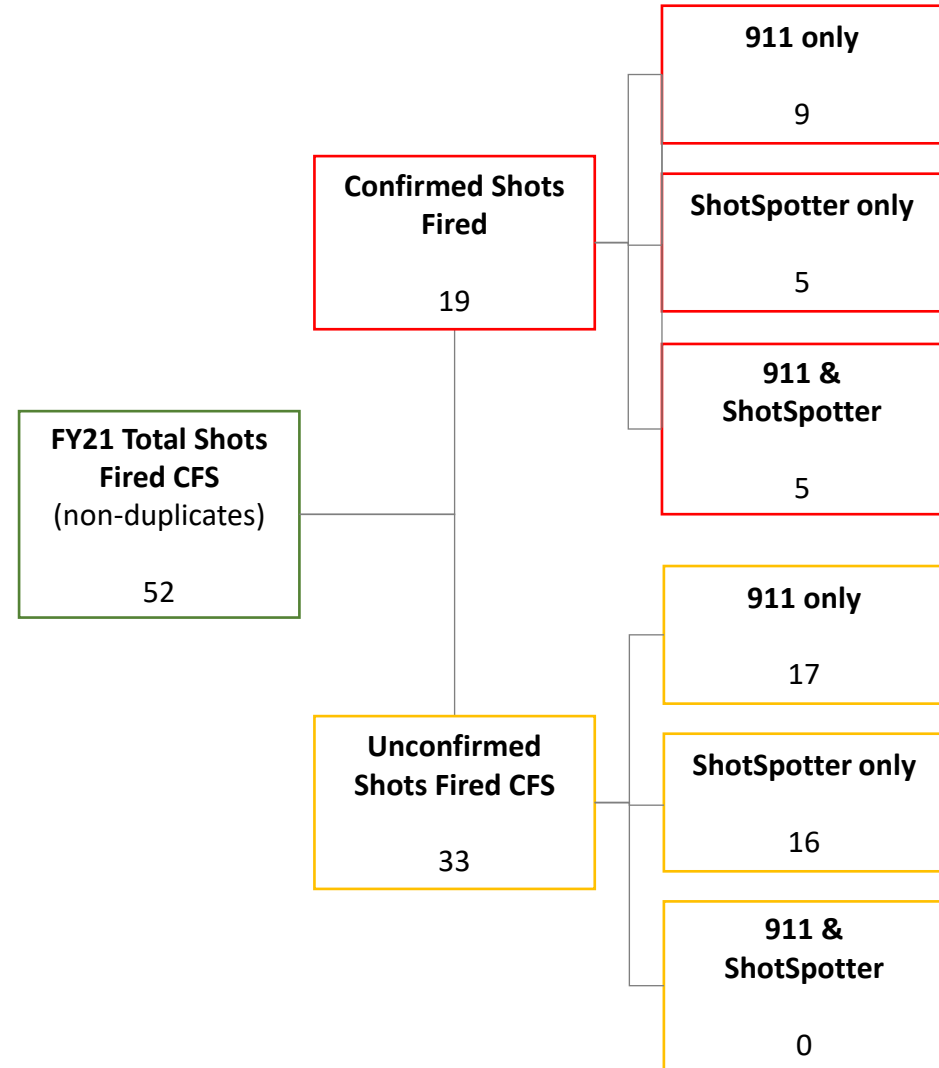 FY21 Total Shots
Fired CFS
(non-duplicates)
52
Confirmed Shots
Fired
19
911 only
9
ShotSpotter only
5
911 &
ShotSpotter
5
Unconfirmed
Shots Fired CFS
33
911 only
17
ShotSpotter only
16
911 &
ShotSpotter
0